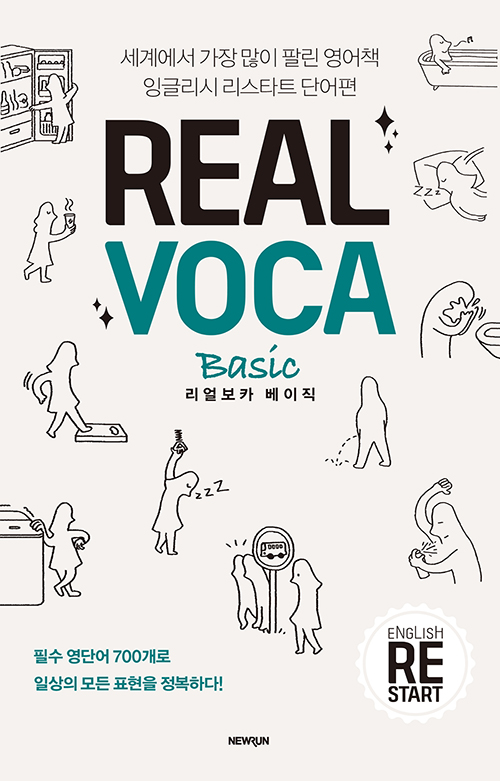 세계에서 가장 많이 팔린 영어책
잉글리시 리스타트 단어편
REAL
VOCA
Basic
리얼보카 베이직
zzz
zzz
필수 영단어 700개로
일상의 모든 표현을 정복하다!
ENGLISH
RE
START
NEWRUN